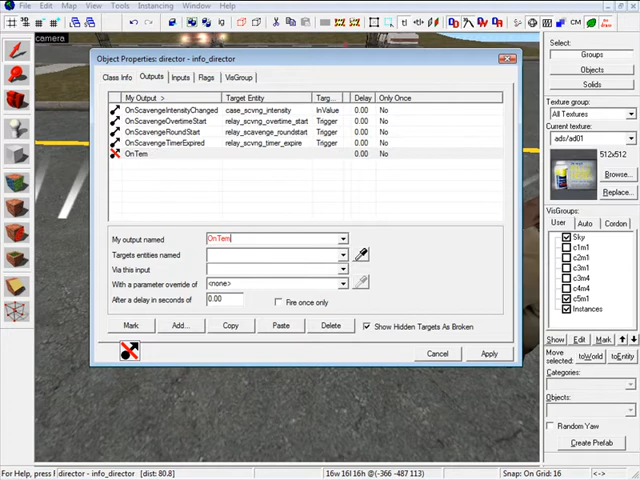 File Edit Map View Tools Instancing Window Help
camera
Object Properties: director - info_director
Class Info Outputs Inputs Flags VisGroup
My Output > Target Entity Targ... Delay Only Once
OnScavengeIntensityChanged case_scvng_intensity InValue 0.00 No
OnScavengeOvertimeStart relay_scvng_overtime_start Trigger 0.00 No
OnScavengeRoundStart relay_scavenge_roundstart Trigger 0.00 No
OnScavengeTimerExpired relay_scvng_timer_expire Trigger 0.00 No
OnTem 0.00 No
My output named OnTem
Targets entities named
Via this input
With a parameter override of <none>
After a delay in seconds of 0.00 Fire once only
Mark Add... Copy Paste Delete Show Hidden Targets As Broken
Cancel Apply
Select:
Groups
Objects
Solids
Texture group:
All Textures
Current texture:
ads/ad01
512x512
Browse...
Replace...
VisGroups:
User Auto Cordon
Sky
c1m1
c2m1
c3m1
c3m4
c4m4
c5m1
Instances
Show Edit Mark
Move selected: toWorld toEntity
Categories:
Objects:
Random Yaw
Create Prefab
For Help, press director - info_director [dist: 80.8] 16w 16l 16h @(-366 -487 113) Snap: On Grid: 16